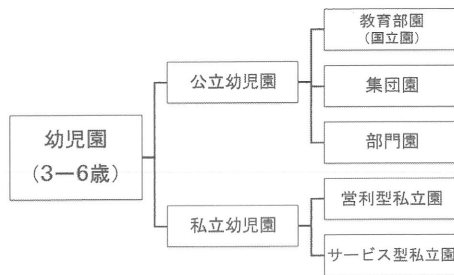 幼児園
(3―6歳)
公立幼児園
教育部園
(国立園)
集団園
部門園
私立幼児園
営利型私立園
サービス型私立園